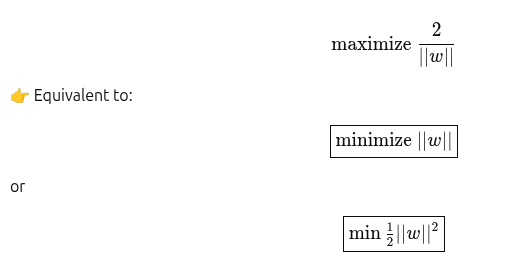 maximize 2/||w||
👉 Equivalent to:
minimize ||w||
or
min ½||w||²